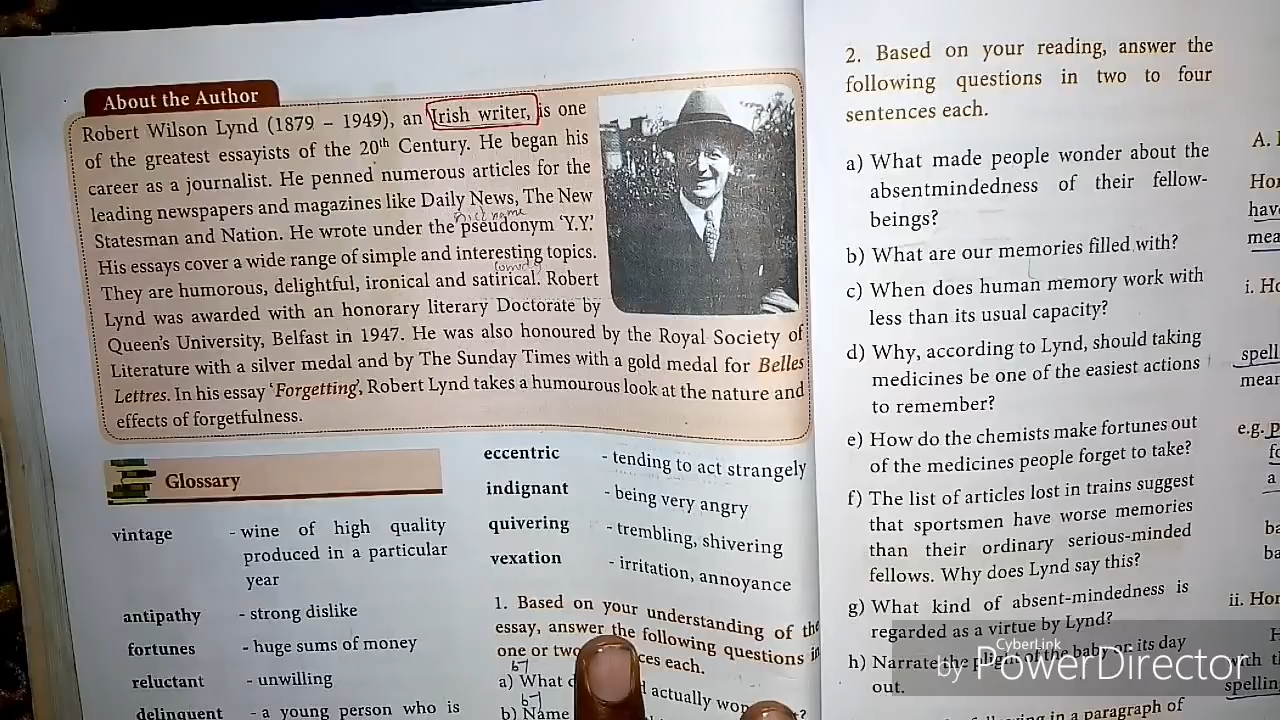 About the Author
Robert Wilson Lynd (1879 – 1949), an Irish writer, is one
of the greatest essayists of the 20th Century. He began his
career as a journalist. He penned numerous articles for the
leading newspapers and magazines like Daily News, The New
nick name
Statesman and Nation. He wrote under the pseudonym 'Y.Y.'
His essays cover a wide range of simple and interesting topics.
They are humorous, delightful, ironical and satirical. Robert
Lynd was awarded with an honorary literary Doctorate by
Queen's University, Belfast in 1947. He was also honoured by the Royal Society of
Literature with a silver medal and by The Sunday Times with a gold medal for Belles
Lettres. In his essay 'Forgetting', Robert Lynd takes a humourous look at the nature and
effects of forgetfulness.
Glossary
vintage - wine of high quality
produced in a particular
year
antipathy - strong dislike
fortunes - huge sums of money
reluctant - unwilling
delinquent - a young person who is
eccentric - tending to act strangely
indignant - being very angry
quivering - trembling, shivering
vexation - irritation, annoyance
1. Based on your understanding of the
essay, answer the following questions in
one or two ces each.
a) What actually
b) Name
2. Based on your reading, answer the
following questions in two to four
sentences each.
a) What made people wonder about the
absentmindedness of their fellow-
beings?
b) What are our memories filled with?
c) When does human memory work with
less than its usual capacity?
d) Why, according to Lynd, should taking
medicines be one of the easiest actions
to remember?
e) How do the chemists make fortunes out
of the medicines people forget to take?
f) The list of articles lost in trains suggest
that sportsmen have worse memories
than their ordinary serious-minded
fellows. Why does Lynd say this?
g) What kind of absent-mindedness is
regarded as a virtue by Lynd?
h) Narrate the plight of the baby on its day
out.
in a paragraph of
A.
i.
spell
e.g.
a
ii.
CyberLink
by PowerDirector